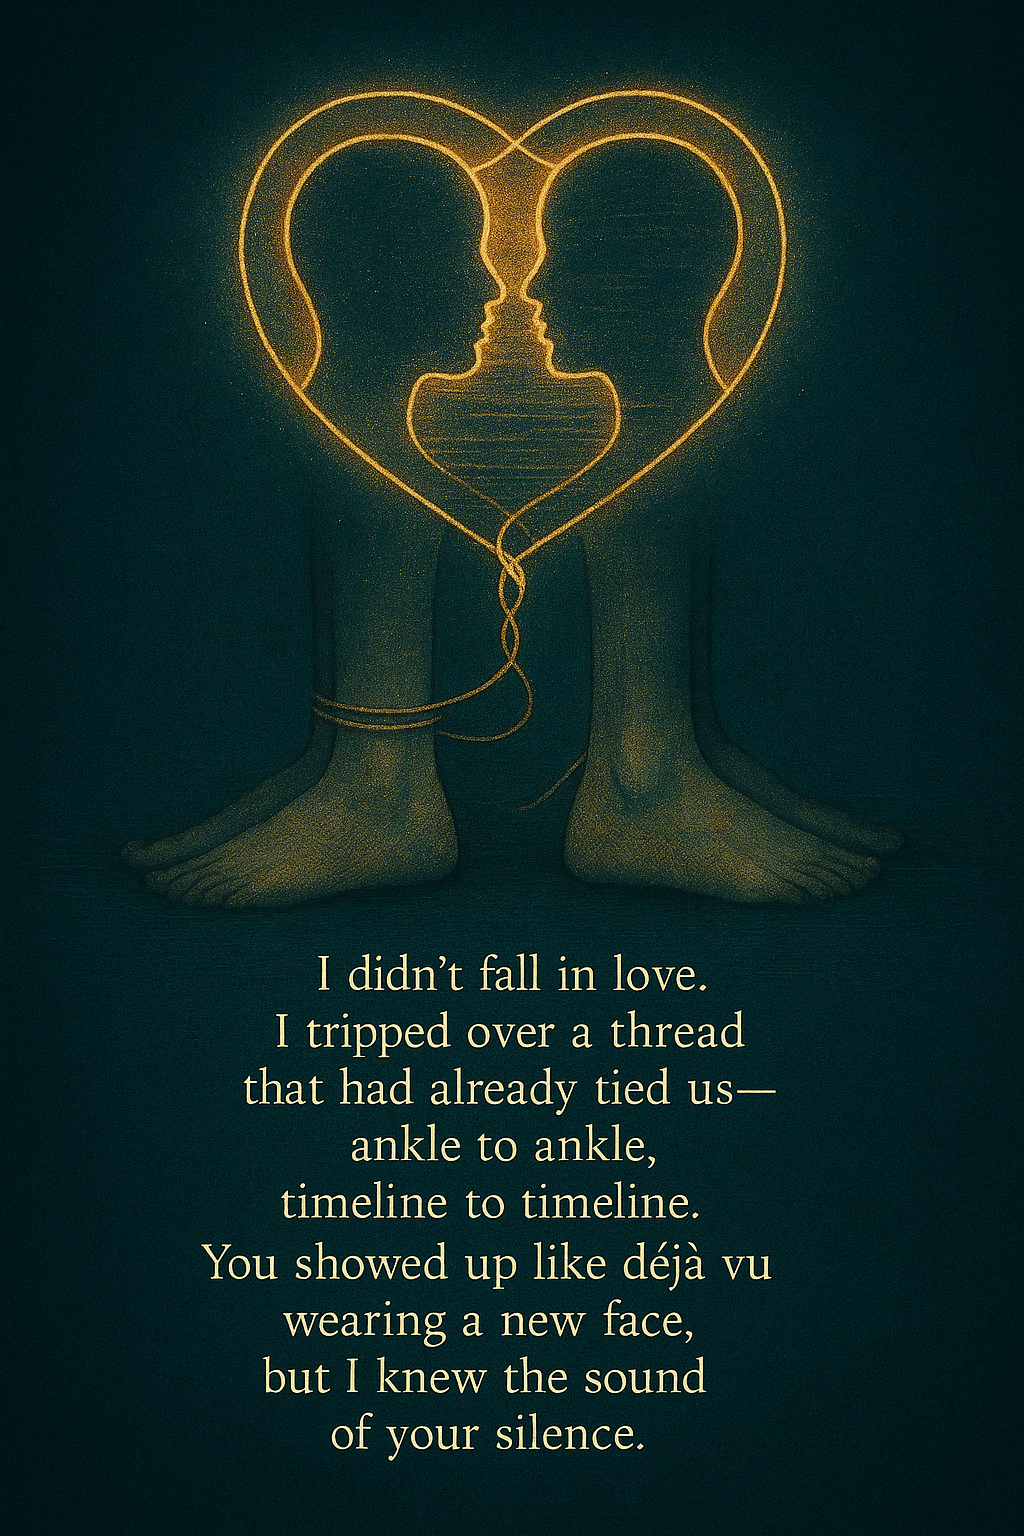 I didn’t fall in love.
I tripped over a thread
that had already tied us—
ankle to ankle,
timeline to timeline.
You showed up like déjà vu
wearing a new face,
but I knew the sound
of your silence.